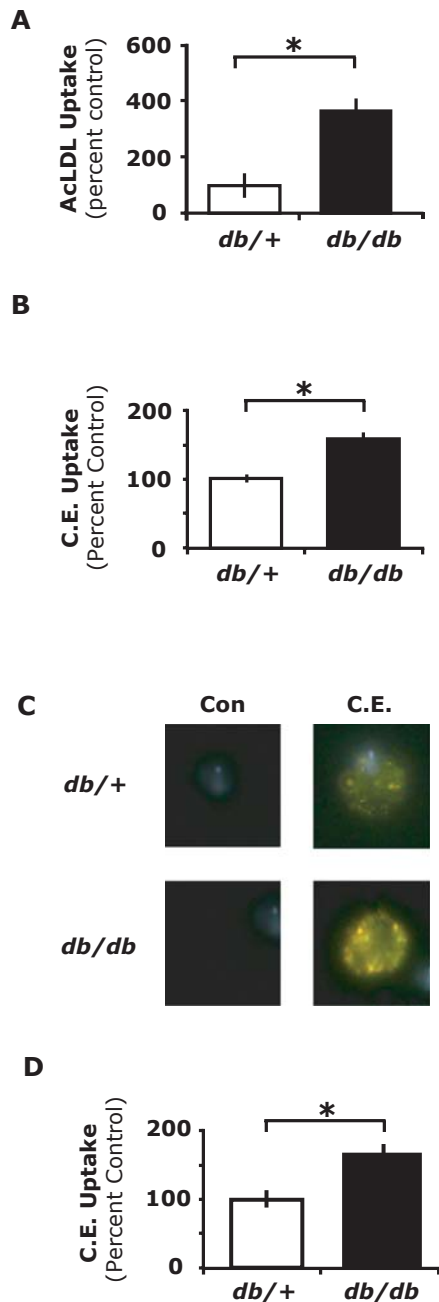 A
AcLDL Uptake
(percent control)
600
400
200
0
*
db/+ db/db
B
C.E. Uptake
(Percent Control)
200
100
0
*
db/+ db/db
C
Con C.E.
db/+
db/db
D
C.E. Uptake
(Percent Control)
200
100
0
*
db/+ db/db